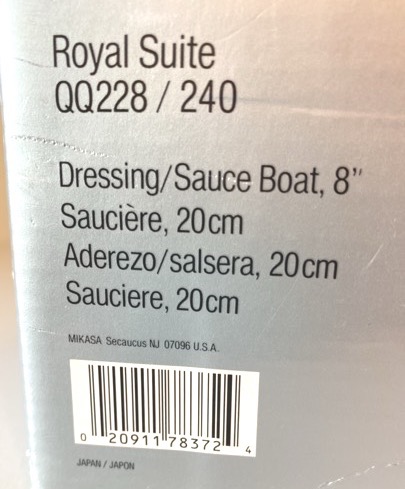 Royal Suite
QQ228 / 240
Dressing/Sauce Boat, 8"
Saucière, 20cm
Aderezo/salsera, 20cm
Sauciere, 20cm
MIKASA Secaucus NJ 07096 U.S.A.
0 20911 78372 4
JAPAN / JAPON